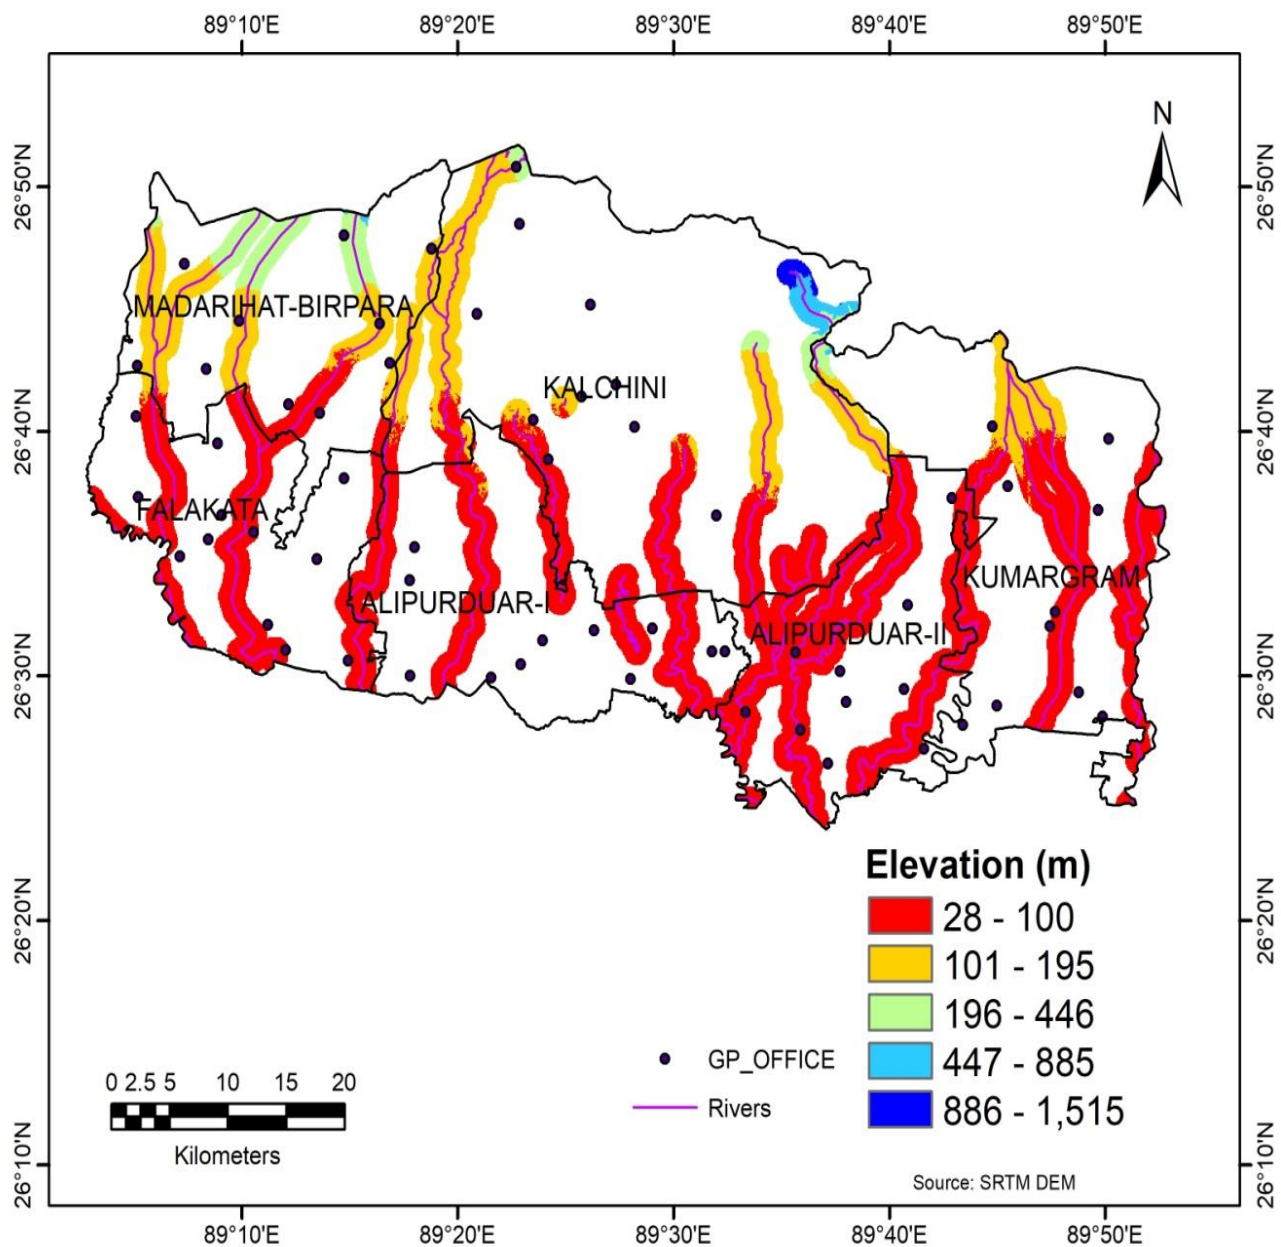 89°10'E 89°20'E 89°30'E 89°40'E 89°50'E
26°50'N 26°50'N
26°40'N 26°40'N
26°30'N 26°30'N
26°20'N 26°20'N
26°10'N 26°10'N
N
MADARIHAT-BIRPARA
KALCHINI
FALAKATA
ALIPURDUAR-I
ALIPURDUAR-II
KUMARGRAM
Elevation (m)
28 - 100
101 - 195
196 - 446
447 - 885
886 - 1,515
GP_OFFICE
Rivers
0 2.5 5 10 15 20
Kilometers
Source: SRTM DEM
89°10'E 89°20'E 89°30'E 89°40'E 89°50'E